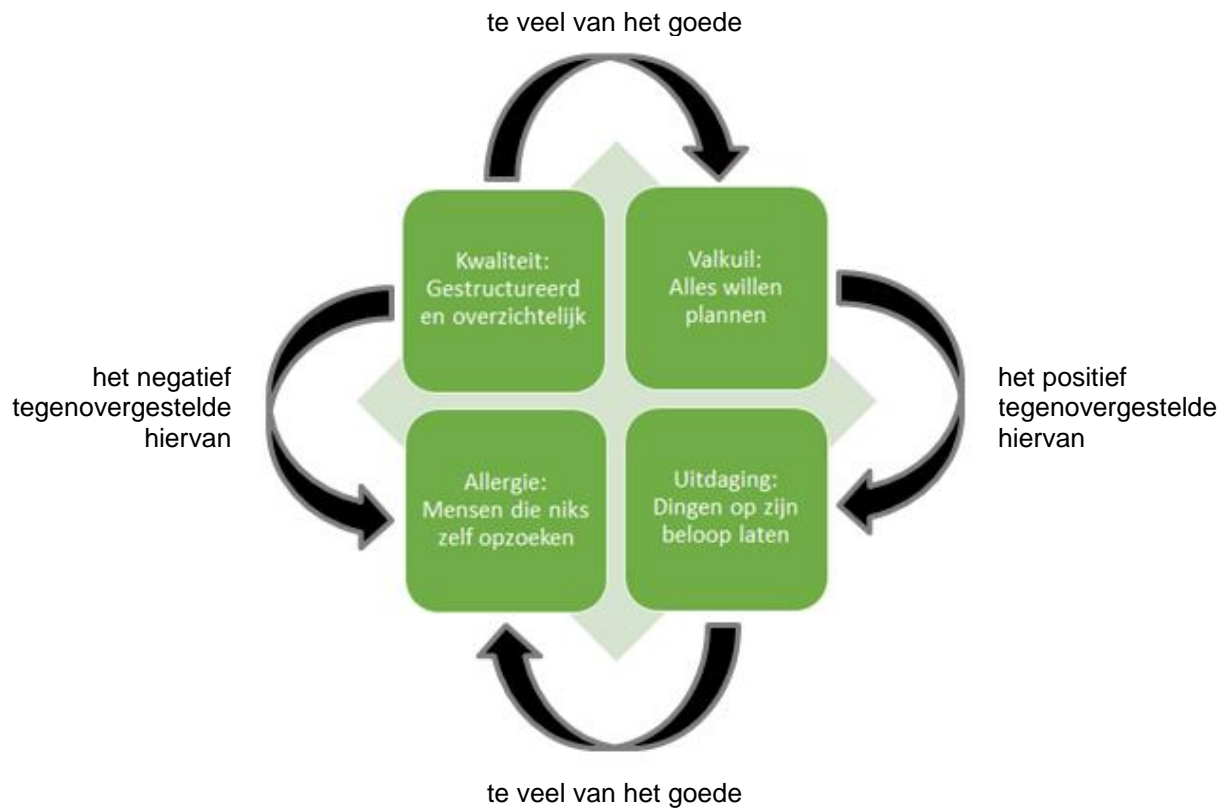 te veel van het goede
Kwaliteit:
Gestructureerd
en overzichtelijk
Valkuil:
Alles willen
plannen
het negatief
tegenovergestelde
hiervan
het positief
tegenovergestelde
hiervan
Allergie:
Mensen die niks
zelf opzoeken
Uitdaging:
Dingen op zijn
beloop laten
te veel van het goede